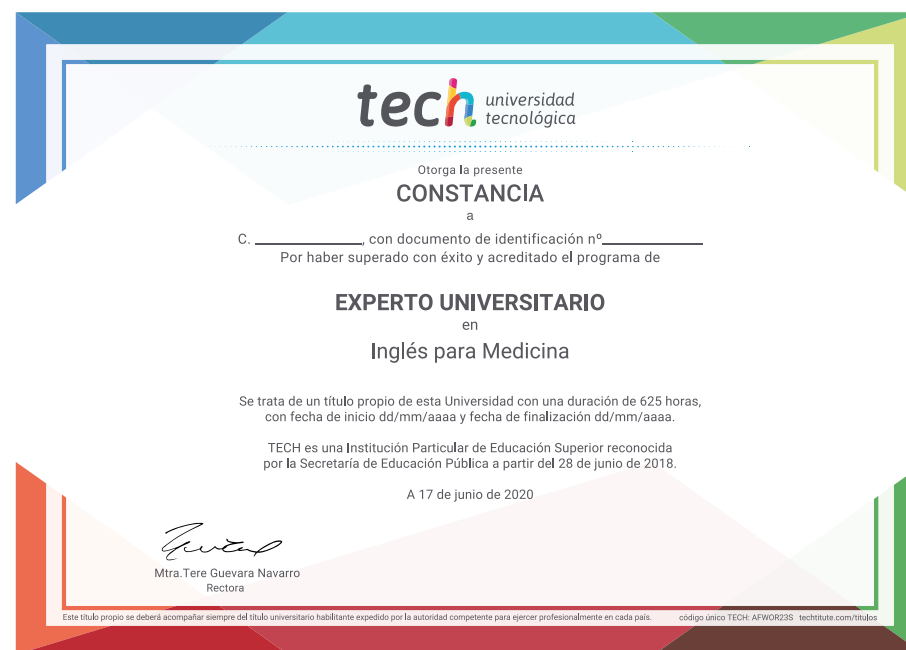 tech universidad
tecnológica
Otorga la presente
CONSTANCIA
a
C. ____________, con documento de identificación nº____________
Por haber superado con éxito y acreditado el programa de
EXPERTO UNIVERSITARIO
en
Inglés para Medicina
Se trata de un título propio de esta Universidad con una duración de 625 horas,
con fecha de inicio dd/mm/aaaa y fecha de finalización dd/mm/aaaa.
TECH es una Institución Particular de Educación Superior reconocida
por la Secretaría de Educación Pública a partir del 28 de junio de 2018.
A 17 de junio de 2020
Mtra.Tere Guevara Navarro
Rectora
Este título propio se deberá acompañar siempre del título universitario habilitante expedido por la autoridad competente para ejercer profesionalmente en cada país. código único TECH: AFWOR23S techtitute.com/titulos